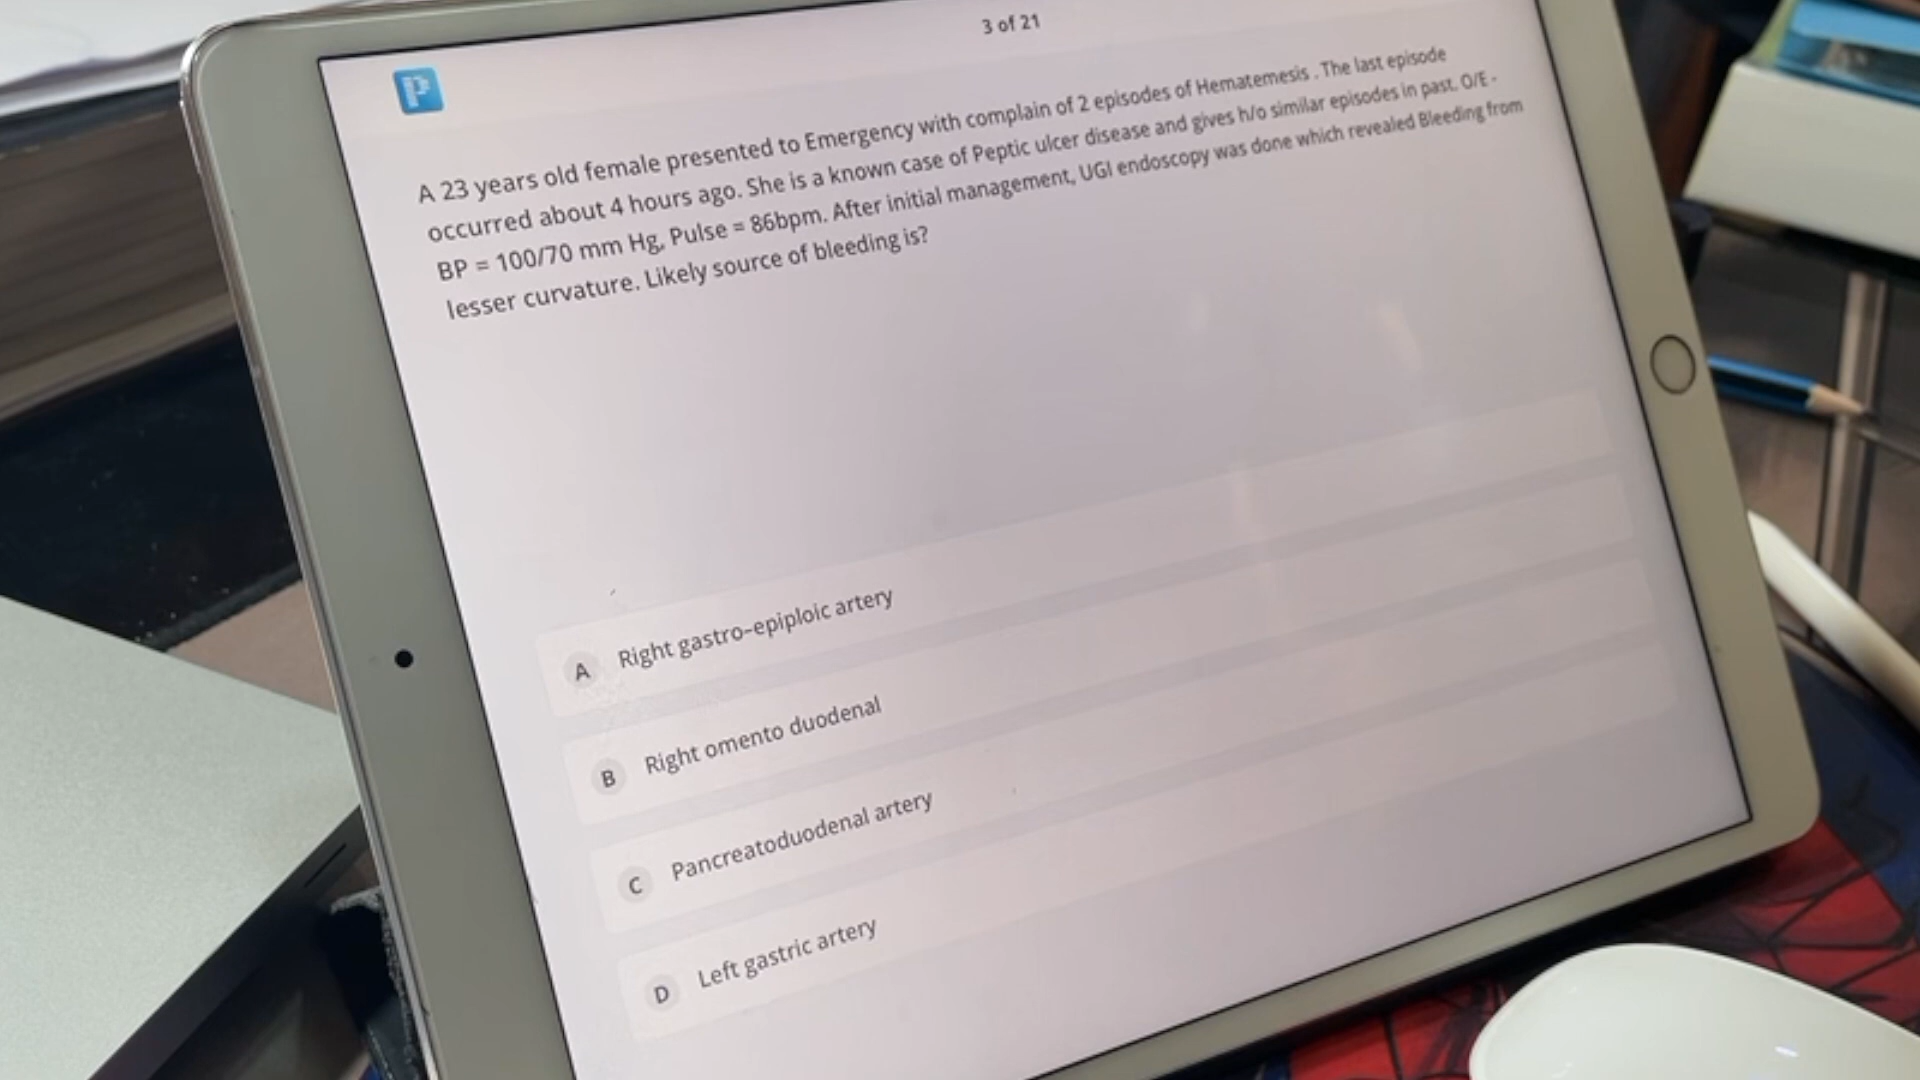 3 of 21
A 23 years old female presented to Emergency with complain of 2 episodes of Hematemesis . The last episode
occurred about 4 hours ago. She is a known case of Peptic ulcer disease and gives h/o similar episodes in past. O/E -
BP = 100/70 mm Hg, Pulse = 86bpm. After initial management, UGI endoscopy was done which revealed Bleeding from
lesser curvature. Likely source of bleeding is?
A Right gastro-epiploic artery
B Right omento duodenal
C Pancreatoduodenal artery
D Left gastric artery